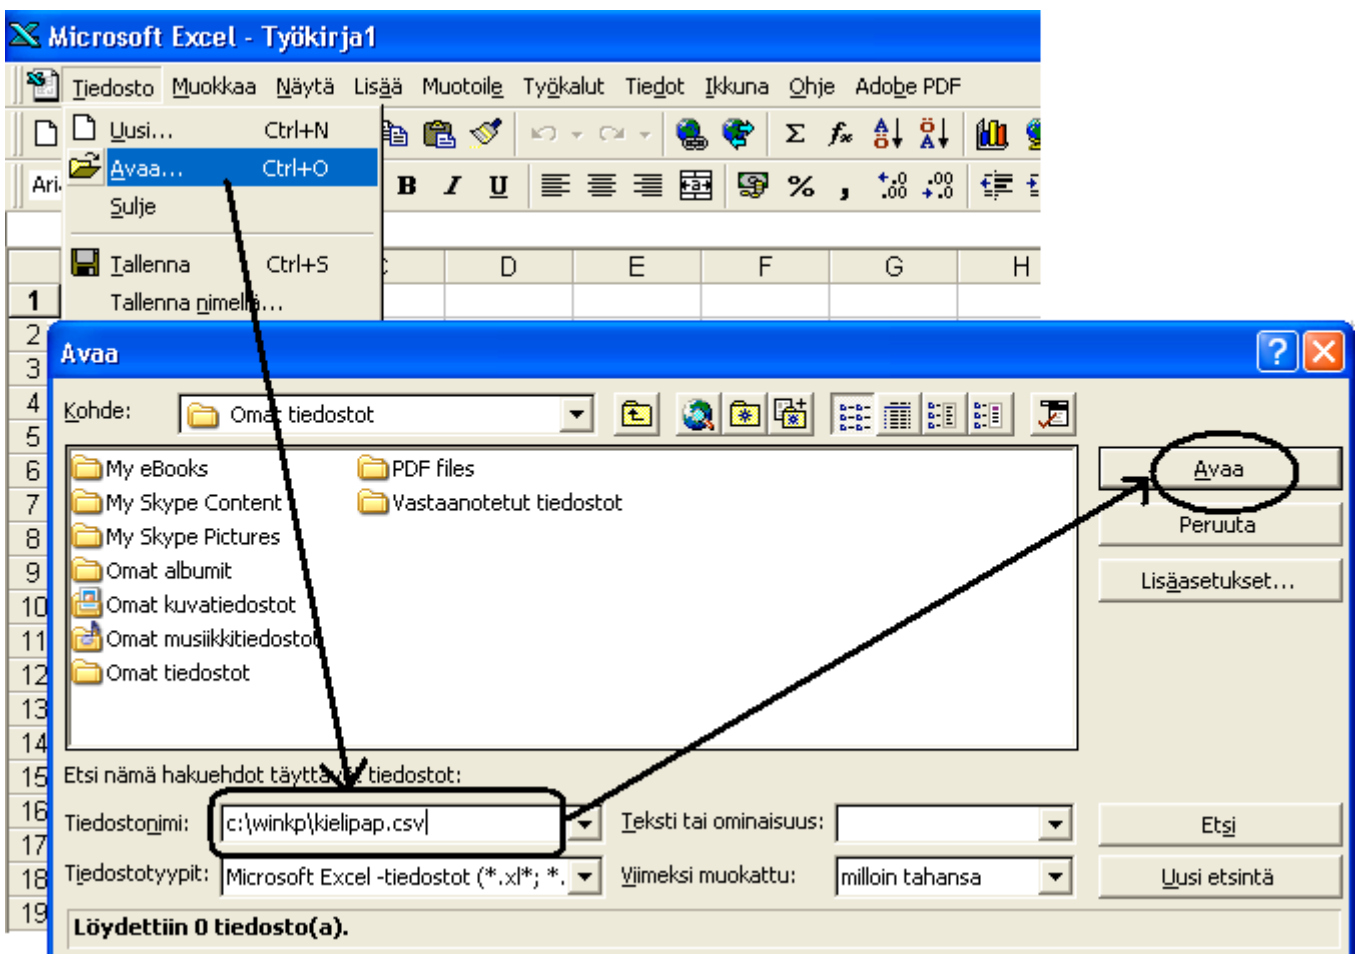 Microsoft Excel - Työkirja1
Tiedosto Muokkaa Näytä Lisää Muotoile Työkalut Tiedot Ikkuna Ohje Adobe PDF
Uusi... Ctrl+N
Avaa... Ctrl+O
Ari
B I U % ,
Sulje
Tallenna Ctrl+S
D E F G H
1 Tallenna nimellä...
2
3
4
5
6
7
8
9
10
11
12
13
14
15
16
17
18
19
Avaa
Kohde: Omat tiedostot
My eBooks PDF files
My Skype Content Vastaanotetut tiedostot
My Skype Pictures
Omat albumit
Omat kuvatiedostot
Omat musiikkitiedostot
Omat tiedostot
Avaa
Peruuta
Lisäasetukset...
Etsi nämä hakuehdot täyttävät tiedostot:
Tiedostonimi: c:\winkp\kielipap.csv Teksti tai ominaisuus: Etsi
Tiedostotyypit: Microsoft Excel -tiedostot (*.xl*; *. Viimeksi muokattu: milloin tahansa Uusi etsintä
Löydettiin 0 tiedosto(a).